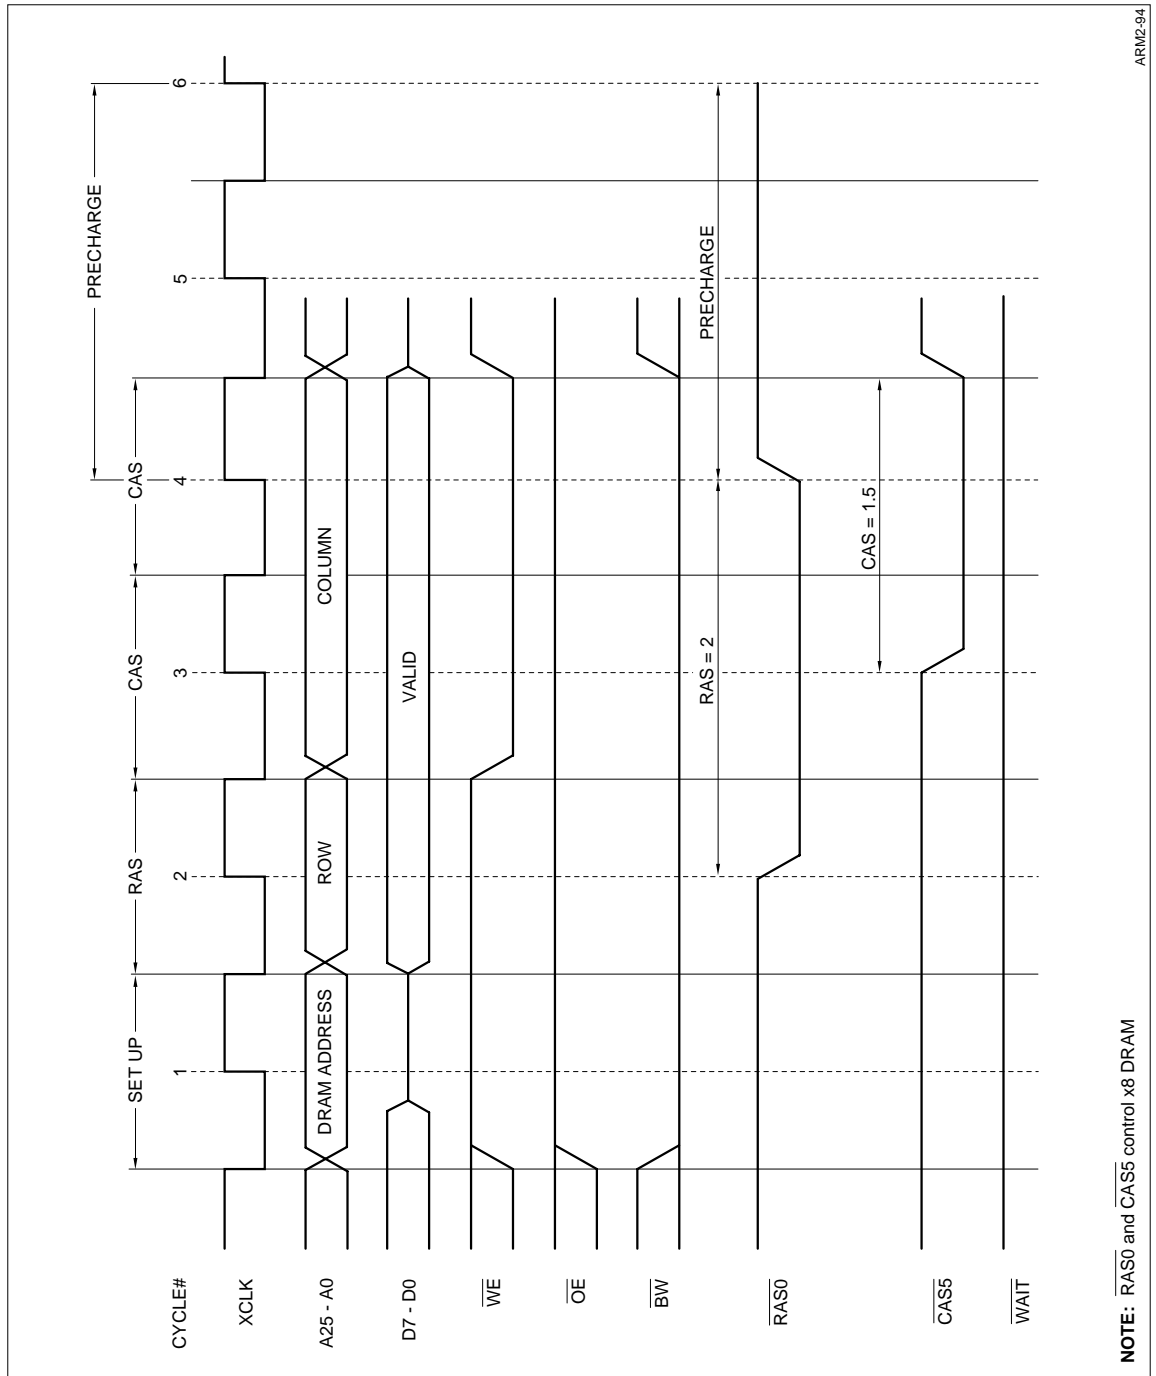 CYCLE# 1 2 3 4 5 6
SET UP RAS CAS CAS PRECHARGE
XCLK
A25 - A0 DRAM ADDRESS ROW COLUMN
D7 - D0 VALID
WE
OE
BW
RAS = 2 PRECHARGE
RAS0
CAS = 1.5
CAS5
WAIT
NOTE: RAS0 and CAS5 control x8 DRAM
ARM2-94